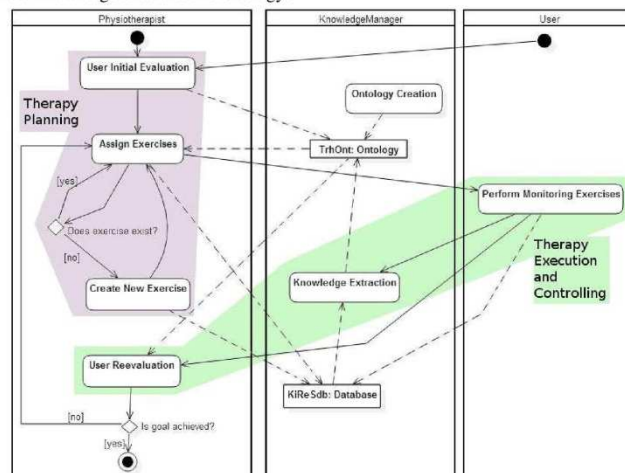 Physiotherapist
KnowledgeManager
User
User Initial Evaluation
Ontology Creation
Therapy
Planning
Assign Exercises
TrhOnt: Ontology
[yes]
Perform Monitoring Exercises
Does exercise exist?
[no]
Therapy
Execution
and
Controlling
Create New Exercise
Knowledge Extraction
User Reevaluation
KiReSdb: Database
[no]
Is goal achieved?
[yes]